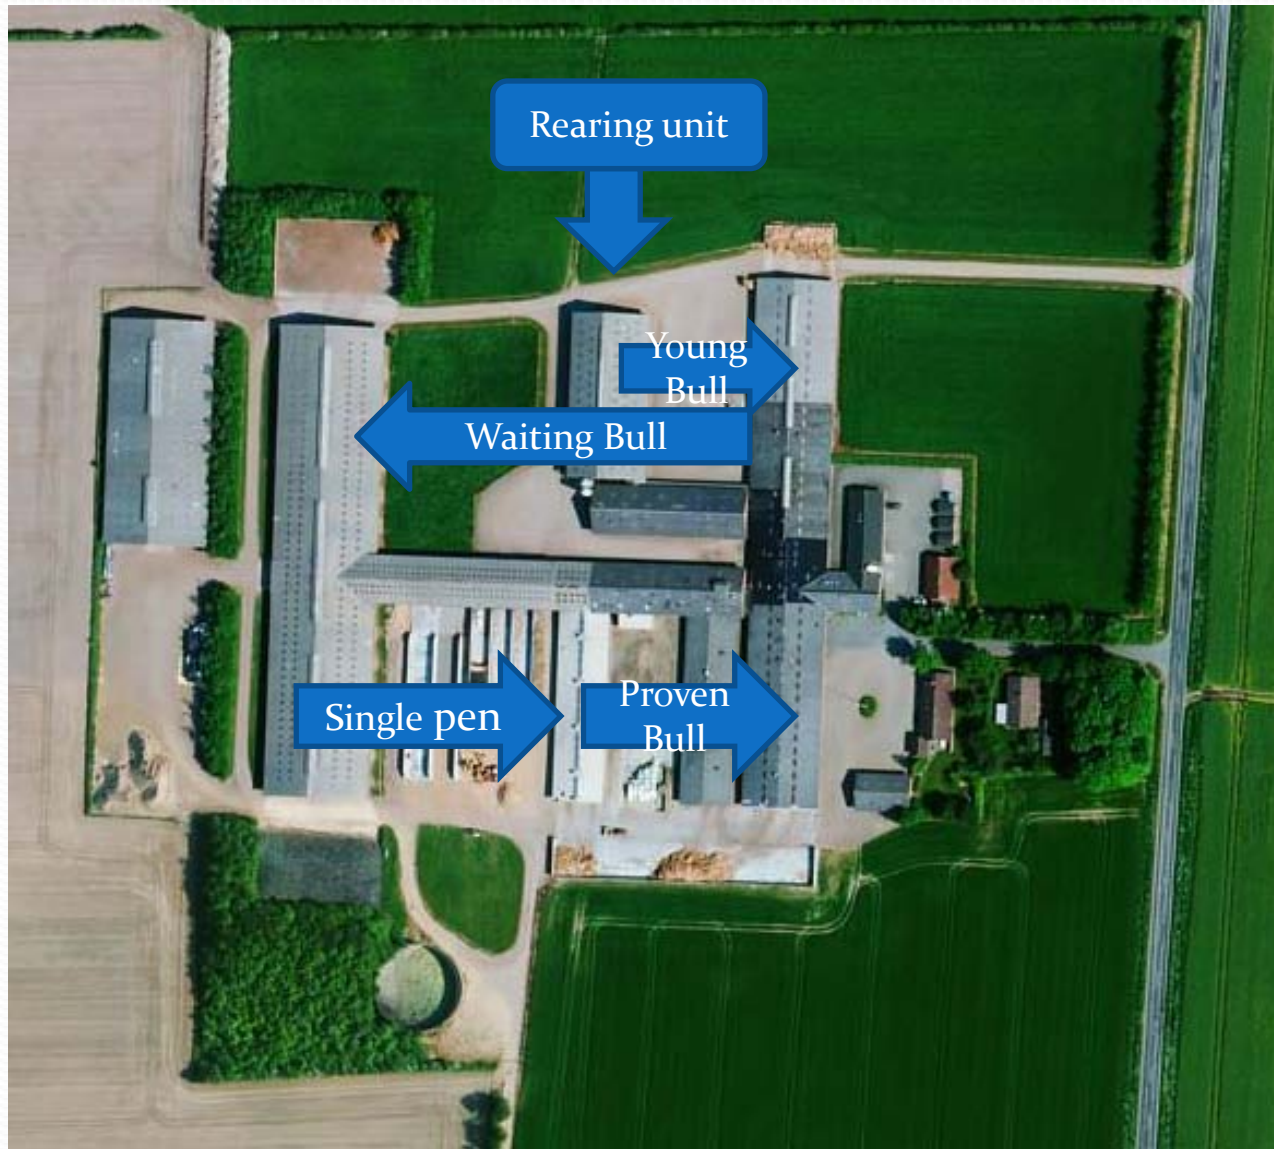 Rearing unit
Young
Bull
Waiting Bull
Single pen
Proven
Bull